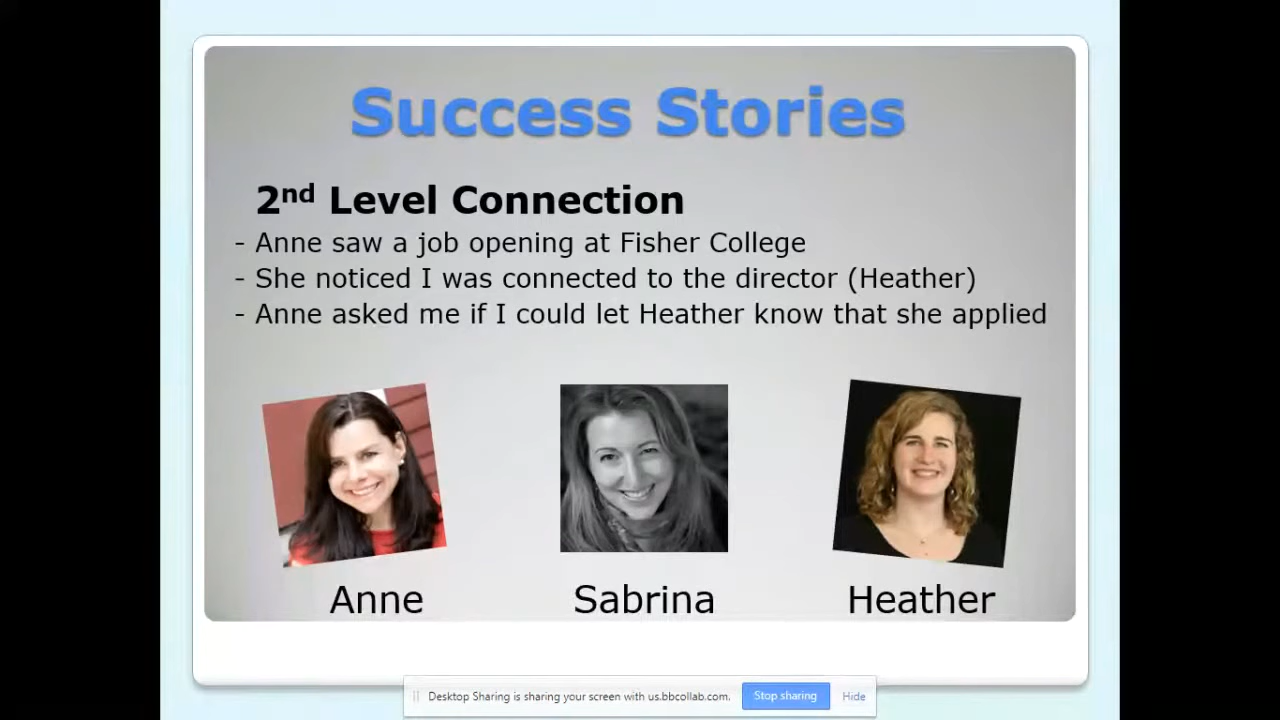 Success Stories
2nd Level Connection
- Anne saw a job opening at Fisher College
- She noticed I was connected to the director (Heather)
- Anne asked me if I could let Heather know that she applied
Anne Sabrina Heather
Desktop Sharing is sharing your screen with us.bbcollab.com. Stop sharing Hide